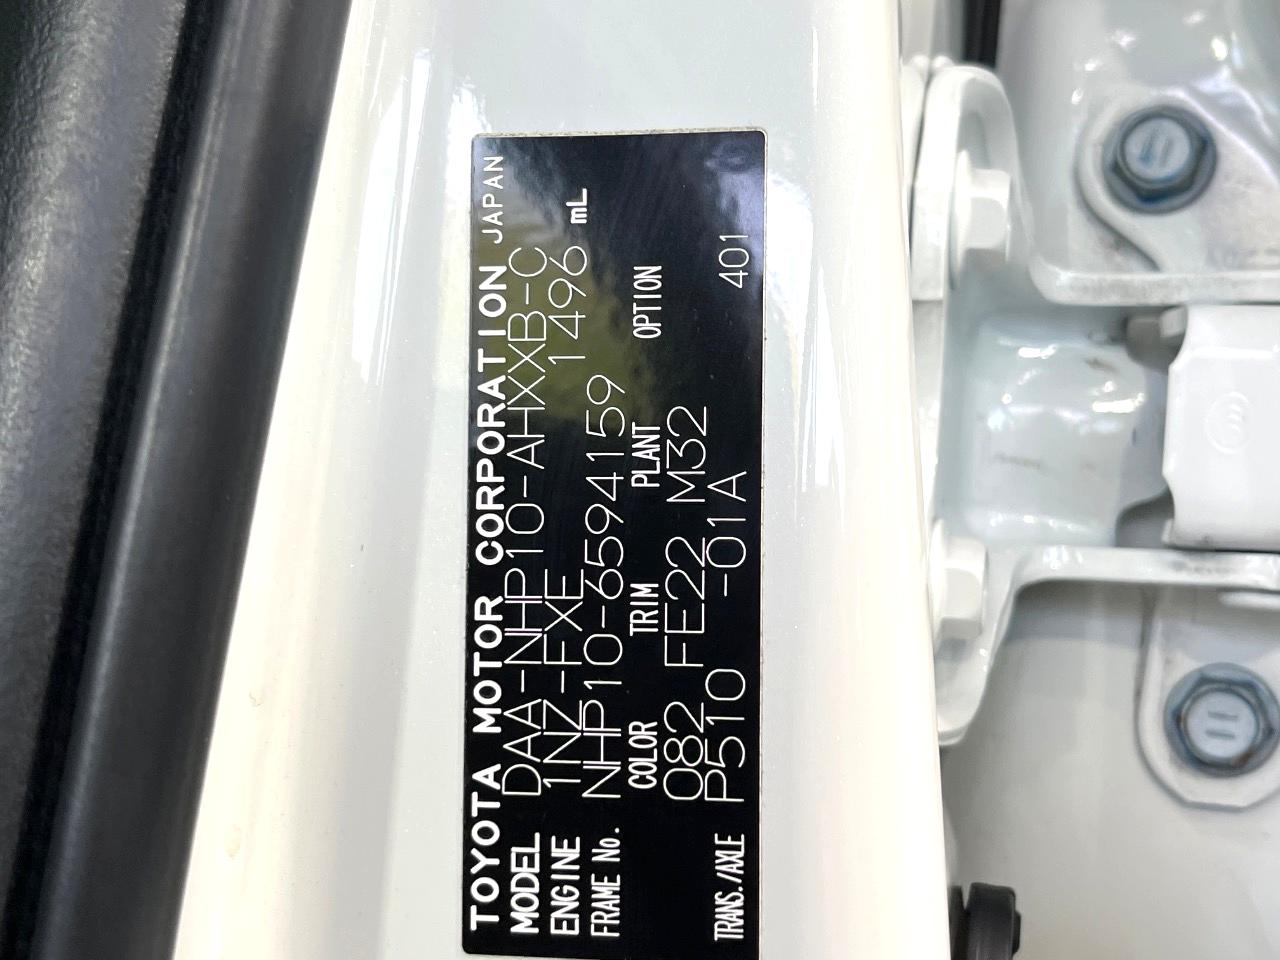 TOYOTA MOTOR CORPORATION JAPAN
MODEL DAA-NHP10-AHXXB-C
ENGINE 1NZ-FXE 1496 mL
FRAME No. NHP10-6594159
COLOR TRIM PLANT OPTION
082 FE22 M32
TRANS./AXLE P510 -01A 401